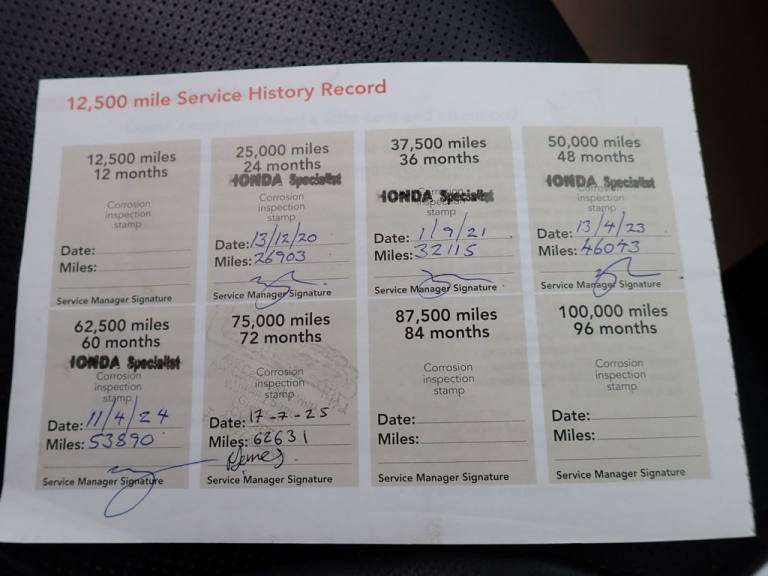 12,500 mile Service History Record
12,500 miles
12 months
Corrosion
inspection
stamp
Date:
Miles:
Service Manager Signature
25,000 miles
24 months
HONDA Specialist
Corrosion
inspection
stamp
Date: 13/12/20
Miles: 26903
Service Manager Signature
37,500 miles
36 months
HONDA Specialist
Corrosion
inspection
stamp
Date: 1/9/21
Miles: 32115
Service Manager Signature
50,000 miles
48 months
HONDA Specialist
Corrosion
inspection
stamp
Date: 13/4/23
Miles: 46043
Service Manager Signature
62,500 miles
60 months
HONDA Specialist
Corrosion
inspection
stamp
Date: 11/4/24
Miles: 53890
Service Manager Signature
75,000 miles
72 months
Corrosion
inspection
stamp
Date: 17-7-25
Miles: 62631
Service Manager Signature
87,500 miles
84 months
Corrosion
inspection
stamp
Date:
Miles:
Service Manager Signature
100,000 miles
96 months
Corrosion
inspection
stamp
Date:
Miles:
Service Manager Signature